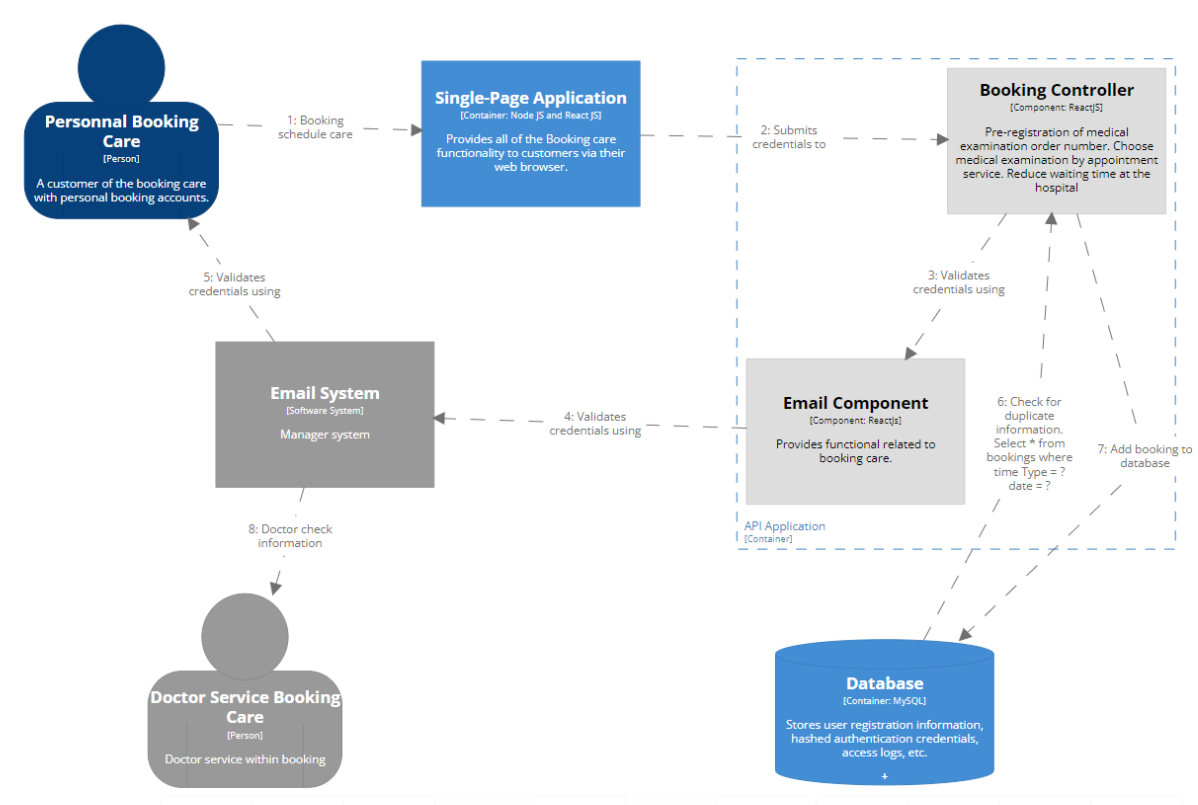 Personnal Booking
Care
[Person]
A customer of the booking care
with personal booking accounts.
1: Booking
schedule care
Single-Page Application
[Container: Node JS and React JS]
Provides all of the Booking care
functionality to customers via their
web browser.
2: Submits
credentials to
Booking Controller
[Component: ReactJS]
Pre-registration of medical
examination order number. Choose
medical examination by appointment
service. Reduce waiting time at the
hospital
3: Validates
credentials using
5: Validates
credentials using
Email System
[Software System]
Manager system
4: Validates
credentials using
Email Component
[Component: ReactJs]
Provides functional related to
booking care.
6: Check for
duplicate
information.
Select * from
bookings where
time Type = ?
date = ?
7: Add booking to
database
API Application
[Container]
8: Doctor check
information
Doctor Service Booking
Care
[Person]
Doctor service within booking
Database
[Container: MySQL]
Stores user registration information,
hashed authentication credentials,
access logs, etc.
+